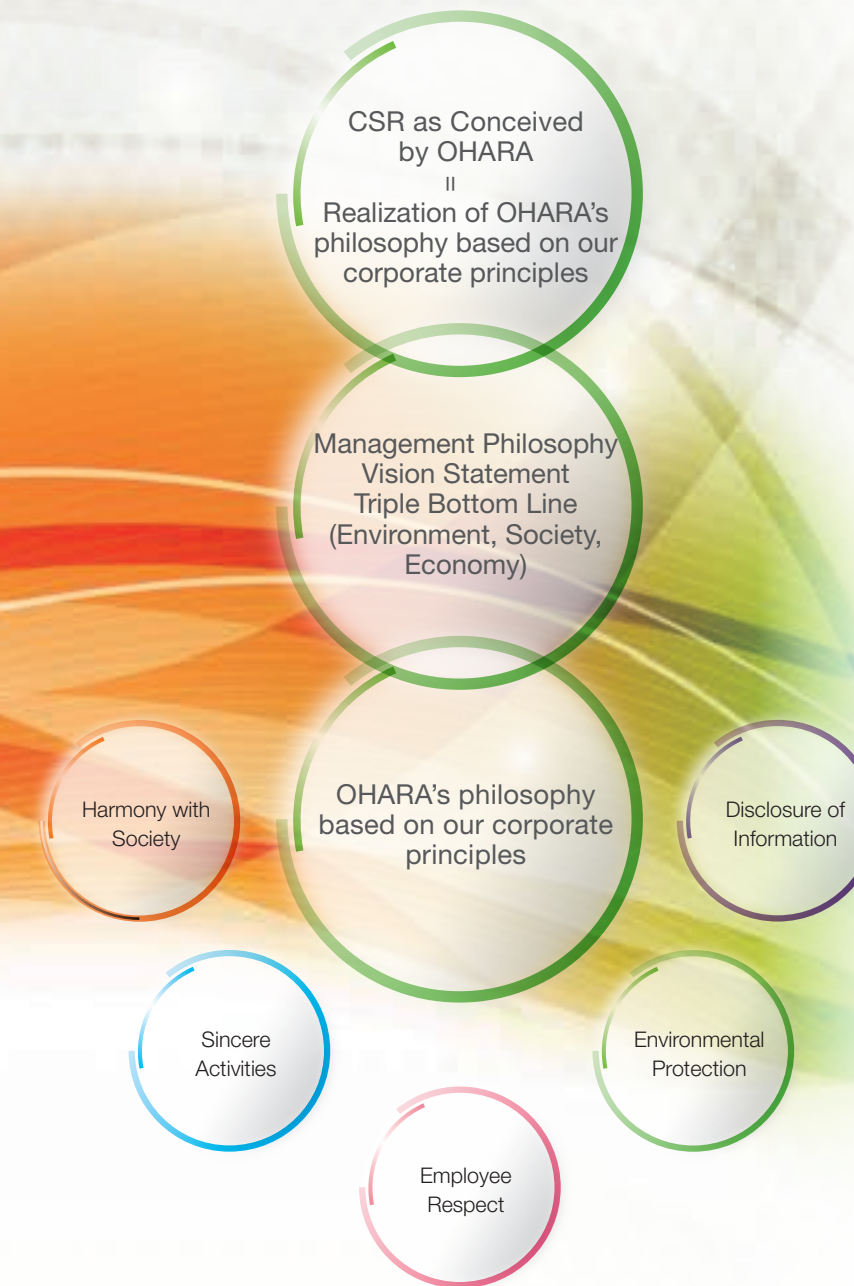 CSR as Conceived
by OHARA
=
Realization of OHARA’s
philosophy based on our
corporate principles
Management Philosophy
Vision Statement
Triple Bottom Line
(Environment, Society,
Economy)
OHARA’s philosophy
based on our corporate
principles
Harmony with
Society
Disclosure of
Information
Sincere
Activities
Environmental
Protection
Employee
Respect